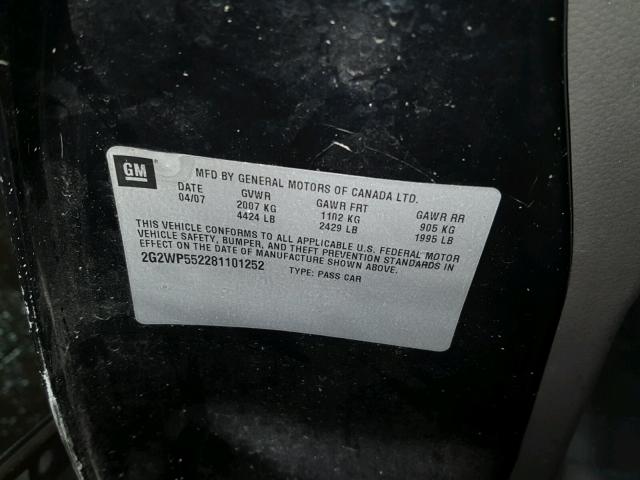 GM
MFD BY GENERAL MOTORS OF CANADA LTD.
DATE GVWR GAWR FRT GAWR RR
04/07 2007 KG 1102 KG 905 KG
4424 LB 2429 LB 1995 LB
THIS VEHICLE CONFORMS TO ALL APPLICABLE U.S. FEDERAL MOTOR
VEHICLE SAFETY, BUMPER, AND THEFT PREVENTION STANDARDS IN
EFFECT ON THE DATE OF MANUFACTURE SHOWN ABOVE.
2G2WP552281101252 TYPE: PASS CAR